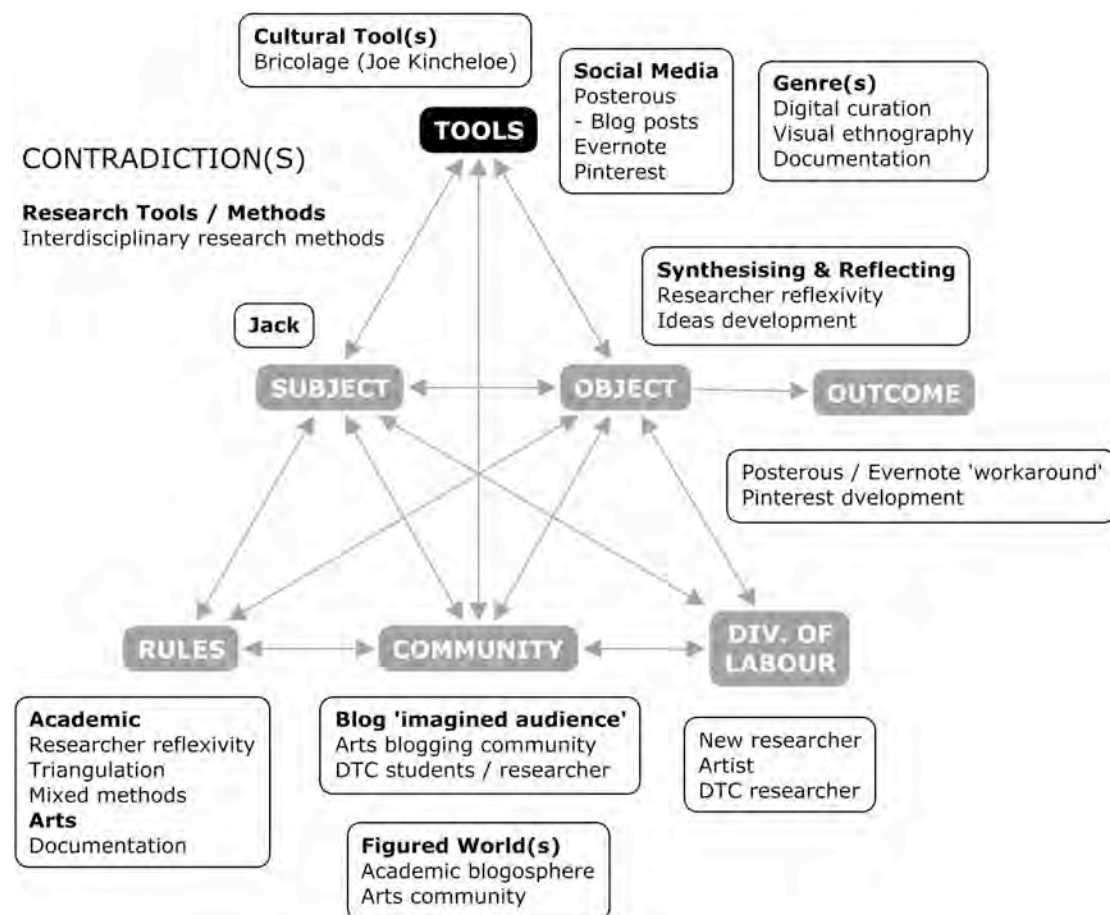 Cultural Tool(s)
Bricolage (Joe Kincheloe)
Social Media
Posterous
- Blog posts
Evernote
Pinterest
Genre(s)
Digital curation
Visual ethnography
Documentation
TOOLS
CONTRADICTION(S)
Research Tools / Methods
Interdisciplinary research methods
Synthesising & Reflecting
Researcher reflexivity
Ideas development
Jack
SUBJECT
OBJECT
OUTCOME
Posterous / Evernote 'workaround'
Pinterest dvelopment
RULES
COMMUNITY
DIV. OF
LABOUR
Academic
Researcher reflexivity
Triangulation
Mixed methods
Arts
Documentation
Blog 'imagined audience'
Arts blogging community
DTC students / researcher
New researcher
Artist
DTC researcher
Figured World(s)
Academic blogosphere
Arts community